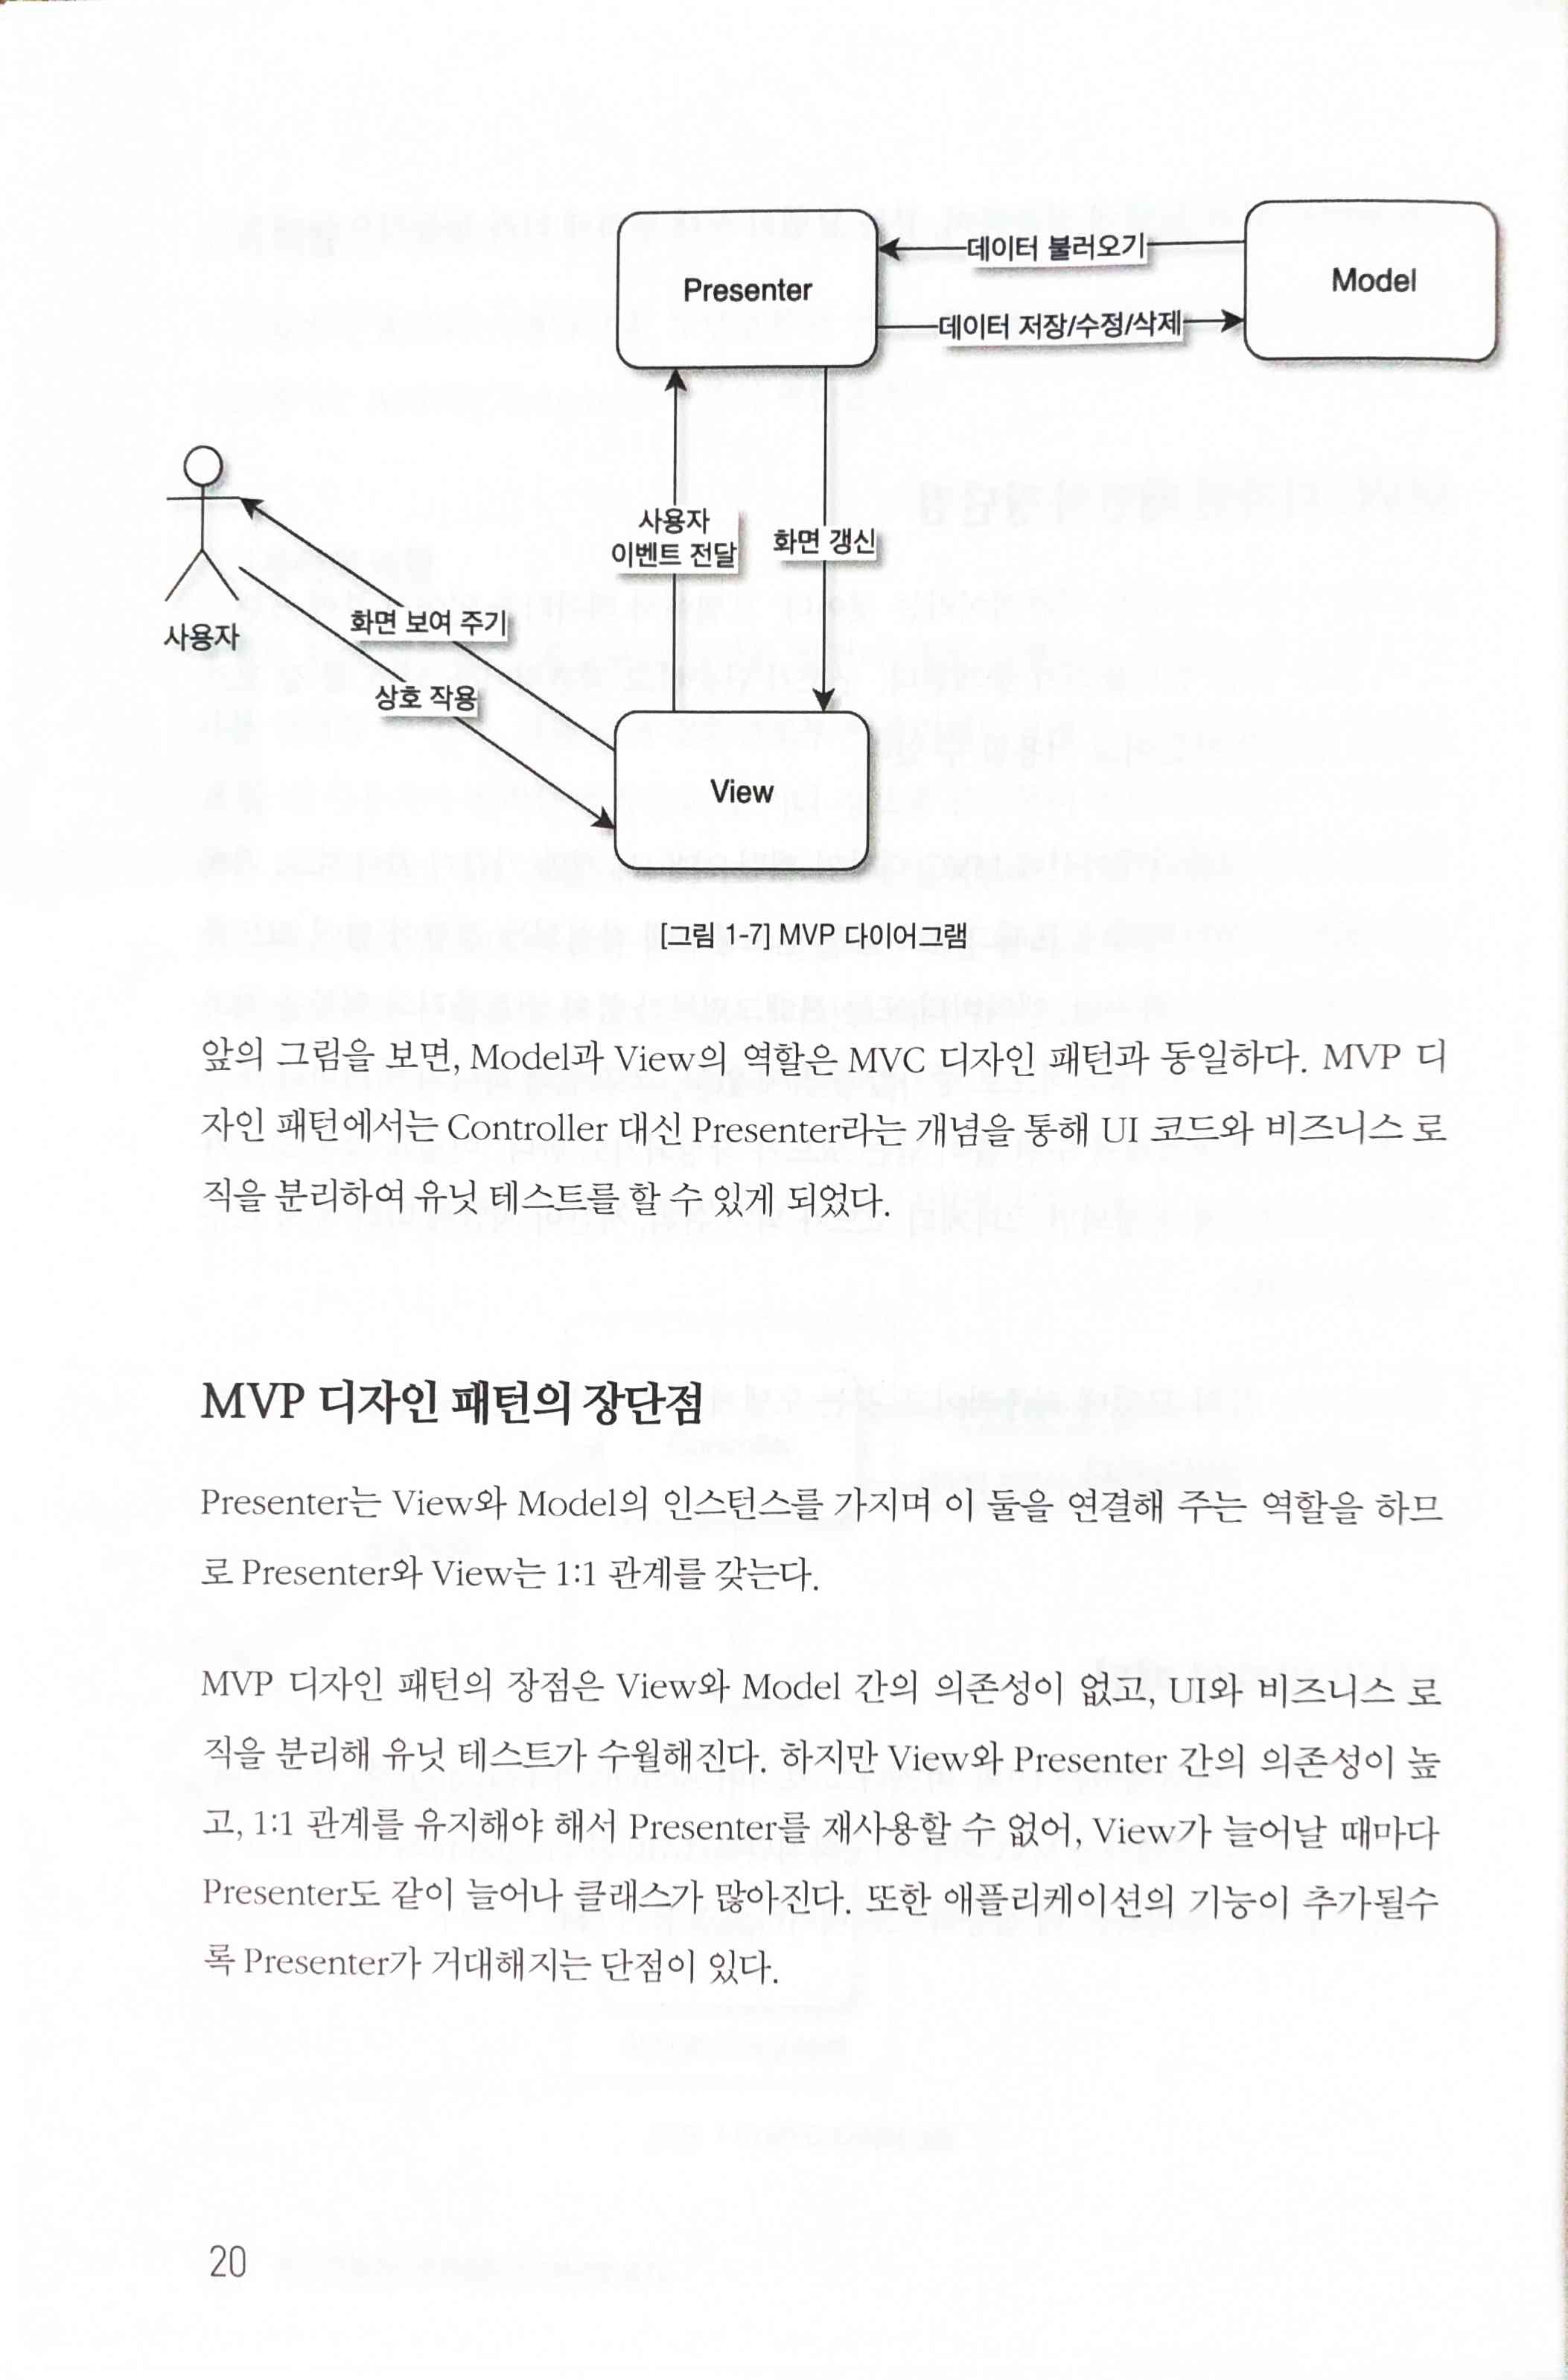 Presenter
데이터 불러오기
Model
데이터 저장/수정/삭제
사용자
이벤트 전달
화면 갱신
사용자
화면 보여 주기
상호 작용
View
[그림 1-7] MVP 다이어그램
앞의 그림을 보면, Model과 View의 역할은 MVC 디자인 패턴과 동일하다. MVP 디
자인 패턴에서는 Controller 대신 Presenter라는 개념을 통해 UI 코드와 비즈니스 로
직을 분리하여 유닛 테스트를 할 수 있게 되었다.
MVP 디자인 패턴의 장단점
Presenter는 View와 Model의 인스턴스를 가지며 이 둘을 연결해 주는 역할을 하므
로 Presenter와 View는 1:1 관계를 갖는다.
MVP 디자인 패턴의 장점은 View와 Model 간의 의존성이 없고, UI와 비즈니스 로
직을 분리해 유닛 테스트가 수월해진다. 하지만 View와 Presenter 간의 의존성이 높
고, 1:1 관계를 유지해야 해서 Presenter를 재사용할 수 없어, View가 늘어날 때마다
Presenter도 같이 늘어나 클래스가 많아진다. 또한 애플리케이션의 기능이 추가될수
록 Presenter가 거대해지는 단점이 있다.
20